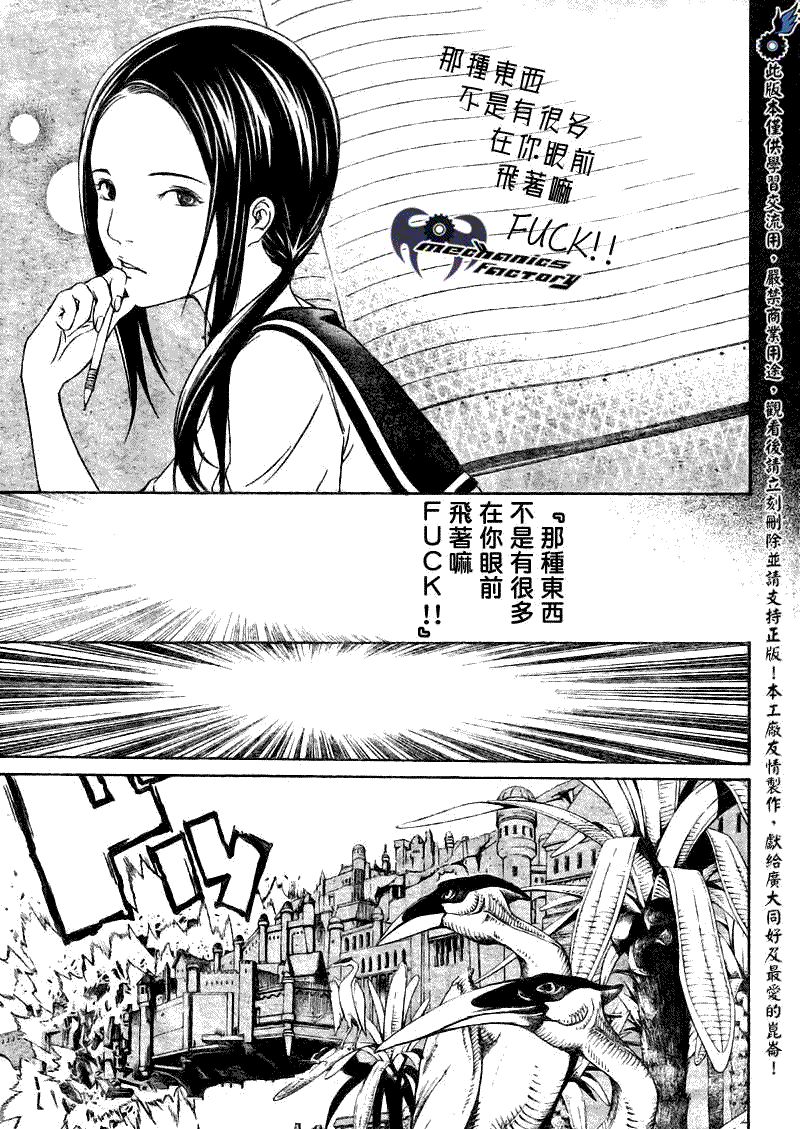 那種東西
不是有很多
在你眼前
飛著嘛
FUCK!!
mechanics
factory
『那種東西
不是有很多
在你眼前
飛著嘛
FUCK!!』
ドン
此版本僅供學習交流用，嚴禁商業用途，觀看後請立刻刪除並請支持正版！本工廠友情製作，獻給廣大同好及最愛的崑崙！